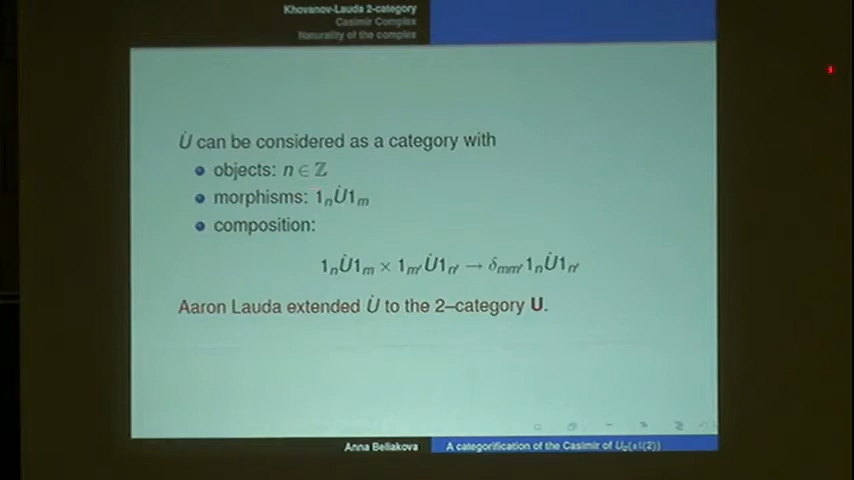 Khovanov-Lauda 2-category
Casimir Complex
Naturality of the complex
U̇ can be considered as a category with
objects: n ∈ ℤ
morphisms: 1ₙU̇1ₘ
composition:
1ₙU̇1ₘ × 1ₘ′U̇1ₙ′ → δₘₘ′1ₙU̇1ₙ′
Aaron Lauda extended U̇ to the 2–category U.
Anna Beliakova
A categorification of the Casimir of U_q(sl(2))